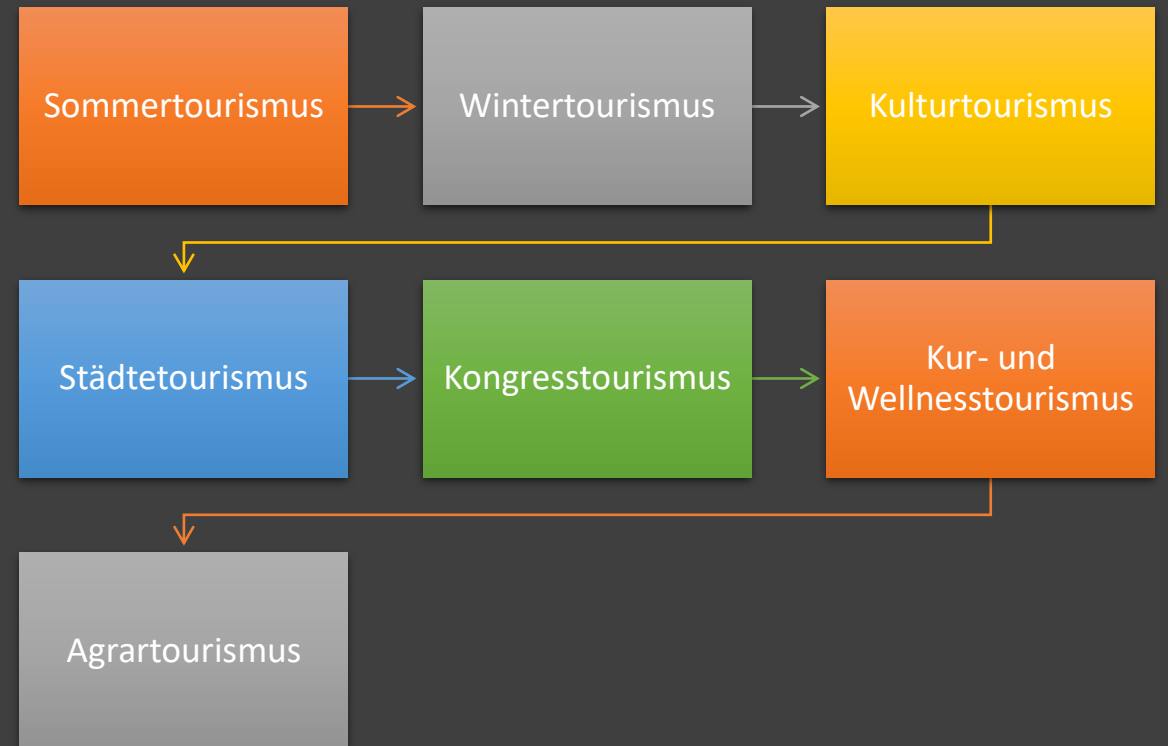 Sommertourismus
Wintertourismus
Kulturtourismus
Städtetourismus
Kongresstourismus
Kur- und
Wellnesstourismus
Agrartourismus